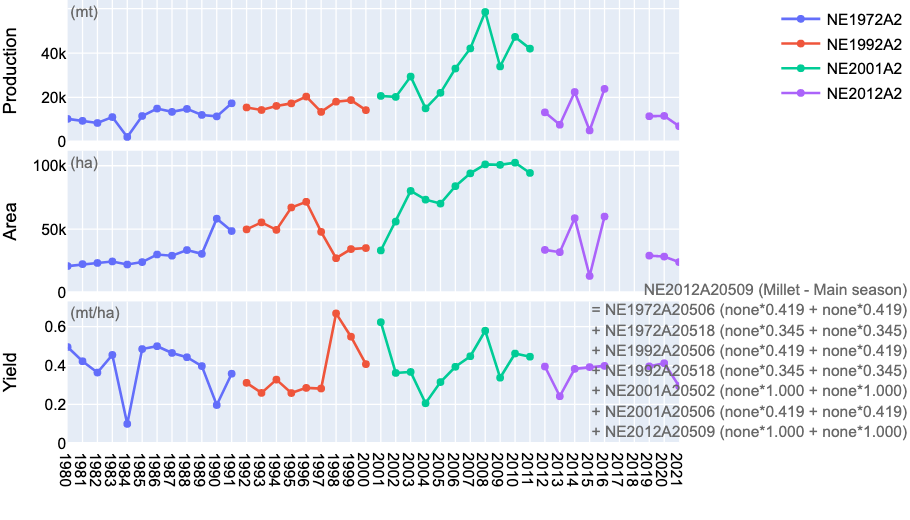 Production
(mt)
40k
20k
0
NE1972A2
NE1992A2
NE2001A2
NE2012A2
Area
(ha)
100k
50k
0
Yield
(mt/ha)
0.6
0.4
0.2
0
NE2012A20509 (Millet - Main season)
= NE1972A20506 (none*0.419 + none*0.419)
+ NE1972A20518 (none*0.345 + none*0.345)
+ NE1992A20506 (none*0.419 + none*0.419)
+ NE1992A20518 (none*0.345 + none*0.345)
+ NE2001A20502 (none*1.000 + none*1.000)
+ NE2001A20506 (none*0.419 + none*0.419)
+ NE2012A20509 (none*1.000 + none*1.000)
1980
1981
1982
1983
1984
1985
1986
1987
1988
1989
1990
1991
1992
1993
1994
1995
1996
1997
1998
1999
2000
2001
2002
2003
2004
2005
2006
2007
2008
2009
2010
2011
2012
2013
2014
2015
2016
2017
2018
2019
2020
2021